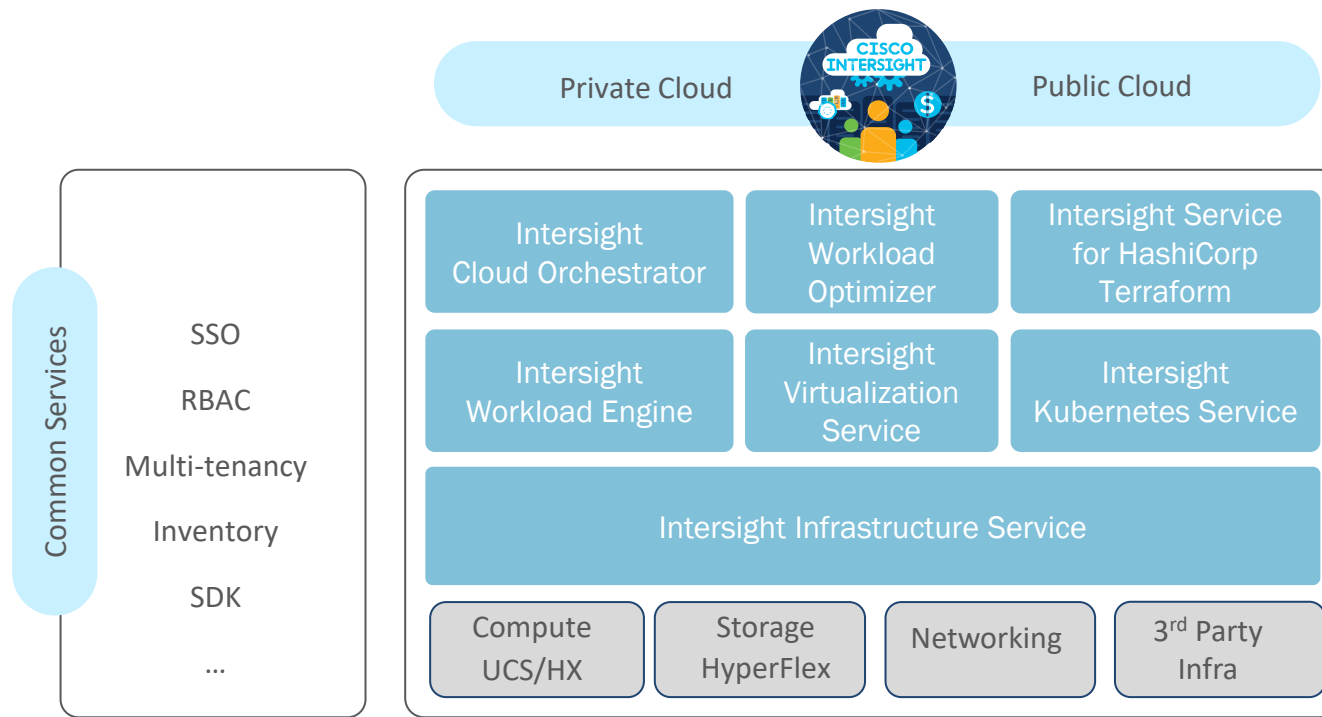 Private Cloud
CISCO
INTERSIGHT
$
Public Cloud
Common Services
SSO
RBAC
Multi-tenancy
Inventory
SDK
...
Intersight
Cloud Orchestrator
Intersight
Workload
Optimizer
Intersight Service
for HashiCorp
Terraform
Intersight
Workload Engine
Intersight
Virtualization
Service
Intersight
Kubernetes Service
Intersight Infrastructure Service
Compute
UCS/HX
Storage
HyperFlex
Networking
3rd Party
Infra